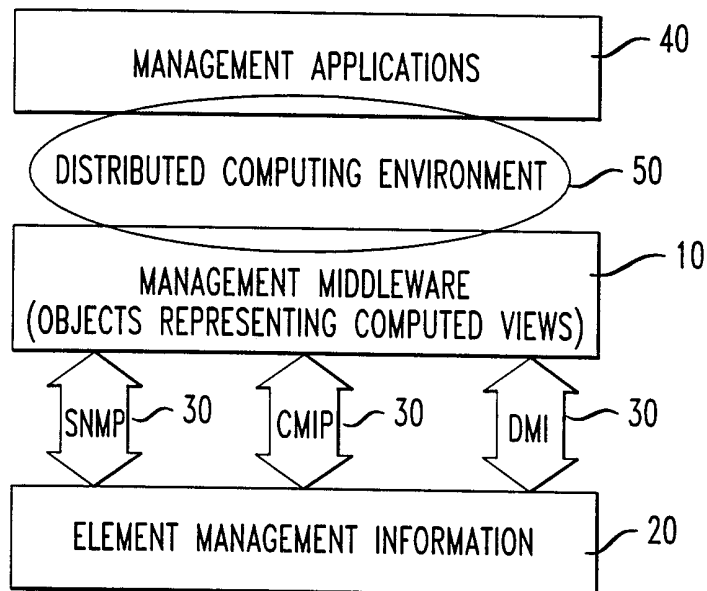 MANAGEMENT APPLICATIONS
40
DISTRIBUTED COMPUTING ENVIRONMENT
50
MANAGEMENT MIDDLEWARE
(OBJECTS REPRESENTING COMPUTED VIEWS)
10
SNMP
30
CMIP
30
DMI
30
ELEMENT MANAGEMENT INFORMATION
20